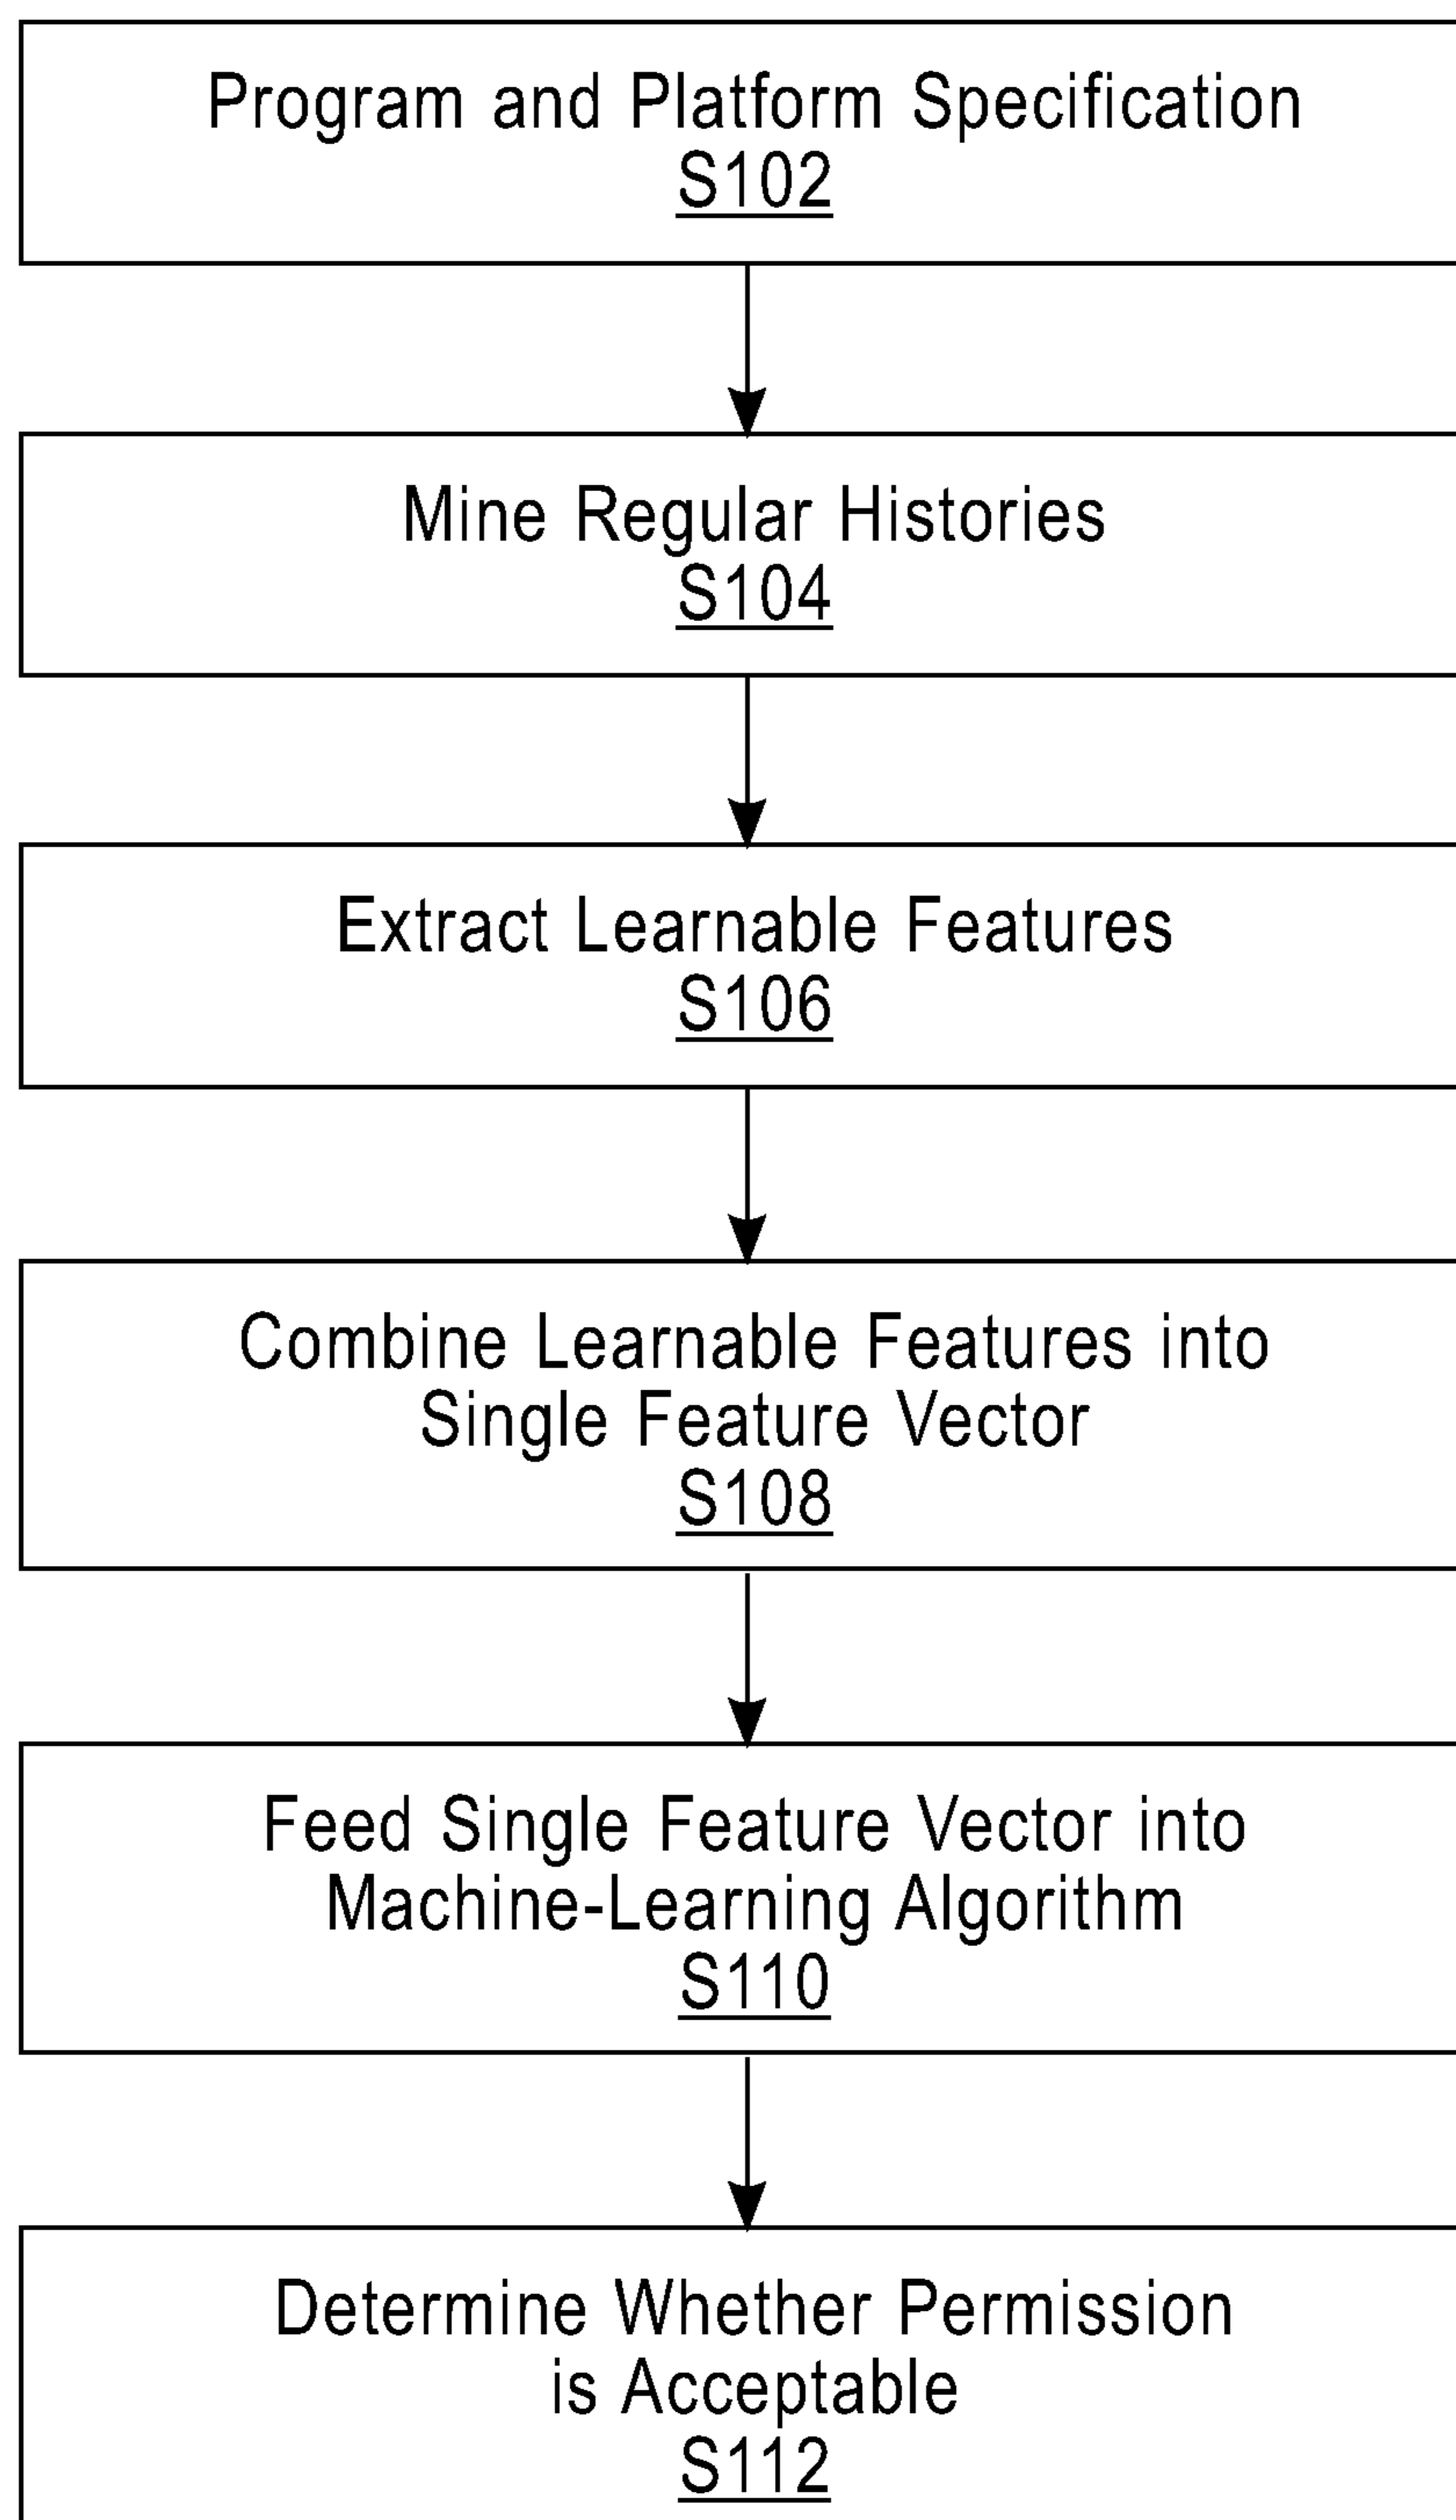 Program and Platform Specification
S102
Mine Regular Histories
S104
Extract Learnable Features
S106
Combine Learnable Features into
Single Feature Vector
S108
Feed Single Feature Vector into
Machine-Learning Algorithm
S110
Determine Whether Permission
is Acceptable
S112